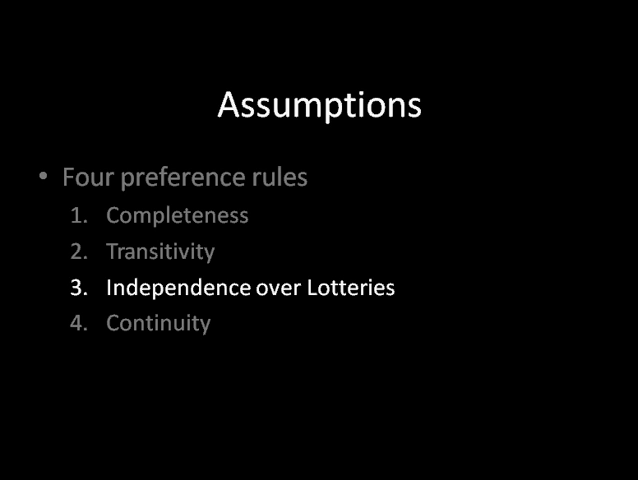 Assumptions
• Four preference rules
1. Completeness
2. Transitivity
3. Independence over Lotteries
4. Continuity